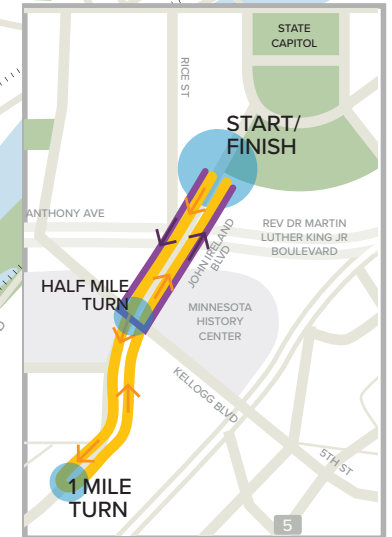 STATE
CAPITOL
RICE ST
START/
FINISH
ANTHONY AVE
JOHN IRELAND
BLVD
REV DR MARTIN
LUTHER KING JR
BOULEVARD
HALF MILE
TURN
MINNESOTA
HISTORY
CENTER
KELLOGG BLVD
5TH ST
1 MILE
TURN
5